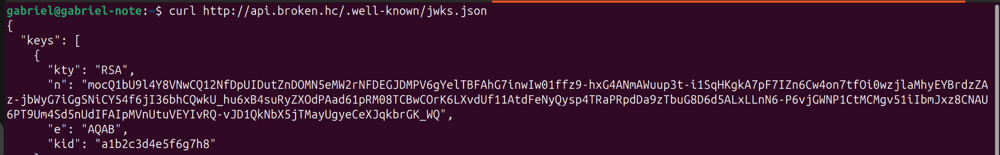 gabriel@gabriel-note:~$ curl http://api.broken.hc/.well-known/jwks.json
{
  "keys": [
    {
      "kty": "RSA",
      "n": "mocQ1bU9l4Y8VNwCQ12NfDpUIDutZnDOMN5eMW2rNFDEGJDMPV6gYelTBFAhG7inwIw01ffz9-hxG4ANmAWuup3t-i1SqHKgkA7pF7IZn6Cw4on7tfOi0wzjlaMhyEYBrdzZA
z-jbWyG7iGgSNiCY54f6jI36bhCQwkU_hu6xB4suRyZXOdPAad61pRM08TCBwCOrK6LXvdUf11AtdFeNyQysp4TRaPRpdDa9zTbuG8D6d5ALxLLnN6-P6vjGWNP1CtMCMgv51iIbmJxz8CNAU
6PT9Um4Sd5nUdIFAIpMVnUtuVEYIvRQ-vJD1QkNbX5jTMayUgyeCeXJqkbrGK_WQ",
      "e": "AQAB",
      "kid": "a1b2c3d4e5f6g7h8"